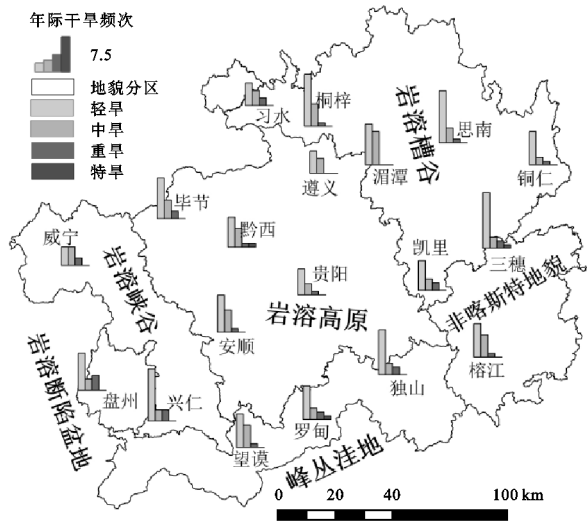 年际干旱频次
7.5
地貌分区
轻旱
中旱
重旱
特旱
习水
桐梓
岩溶槽谷
思南
遵义
湄潭
铜仁
毕节
威宁
黔西
凯里
三穗
岩溶峡谷
贵阳
非喀斯特地貌
岩溶高原
安顺
榕江
岩溶断陷盆地
盘州
兴仁
独山
罗甸
望谟
峰丛洼地
0 20 40 100 km